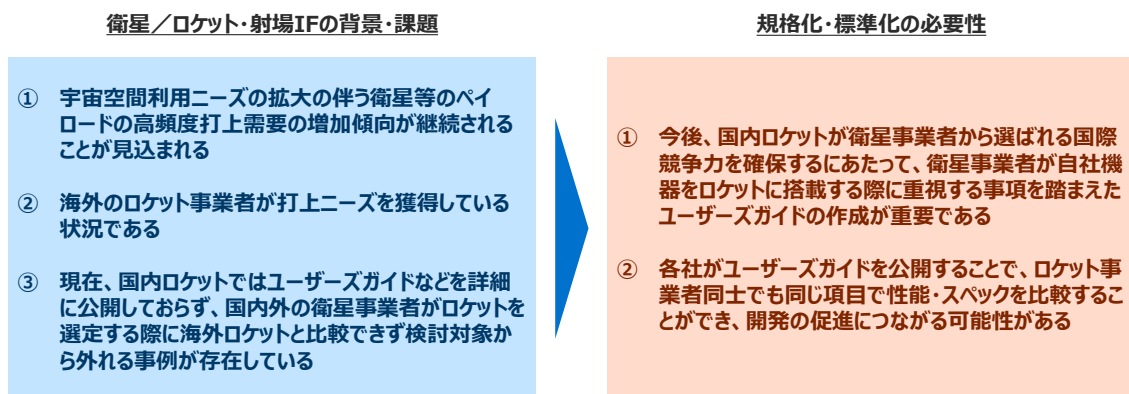 衛星／ロケット・射場IFの背景・課題
① 宇宙空間利用ニーズの拡大の伴う衛星等のペイ
ロードの高頻度打上需要の増加傾向が継続される
ことが見込まれる
② 海外のロケット事業者が打上ニーズを獲得している
状況である
③ 現在、国内ロケットではユーザーズガイドなどを詳細
に公開しておらず、国内外の衛星事業者がロケットを
選定する際に海外ロケットと比較できず検討対象か
ら外れる事例が存在している
規格化・標準化の必要性
① 今後、国内ロケットが衛星事業者から選ばれる国際
競争力を確保するにあたって、衛星事業者が自社機
器をロケットに搭載する際に重視する事項を踏まえた
ユーザーズガイドの作成が重要である
② 各社がユーザーズガイドを公開することで、ロケット事
業者同士でも同じ項目で性能・スペックを比較するこ
とができ、開発の促進につながる可能性がある